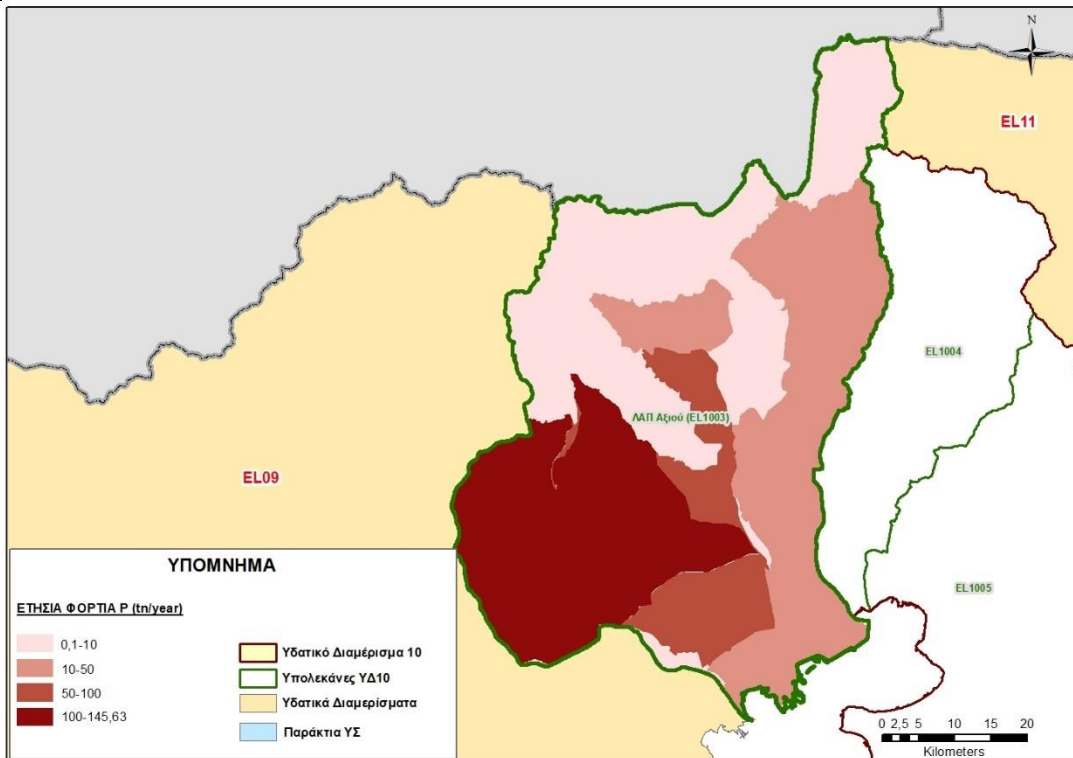 N
EL11
EL1004
ΛΑΠ Αξιού (EL1003)
EL09
EL1005
ΥΠΟΜΝΗΜΑ
ΕΤΗΣΙΑ ΦΟΡΤΙΑ P (tn/year)
0,1-10
10-50
50-100
100-145,63
Υδατικό Διαμέρισμα 10
Υπολεκάνες ΥΔ10
Υδατικά Διαμερίσματα
Παράκτια ΥΣ
0 2,5 5 10 15 20
Kilometers